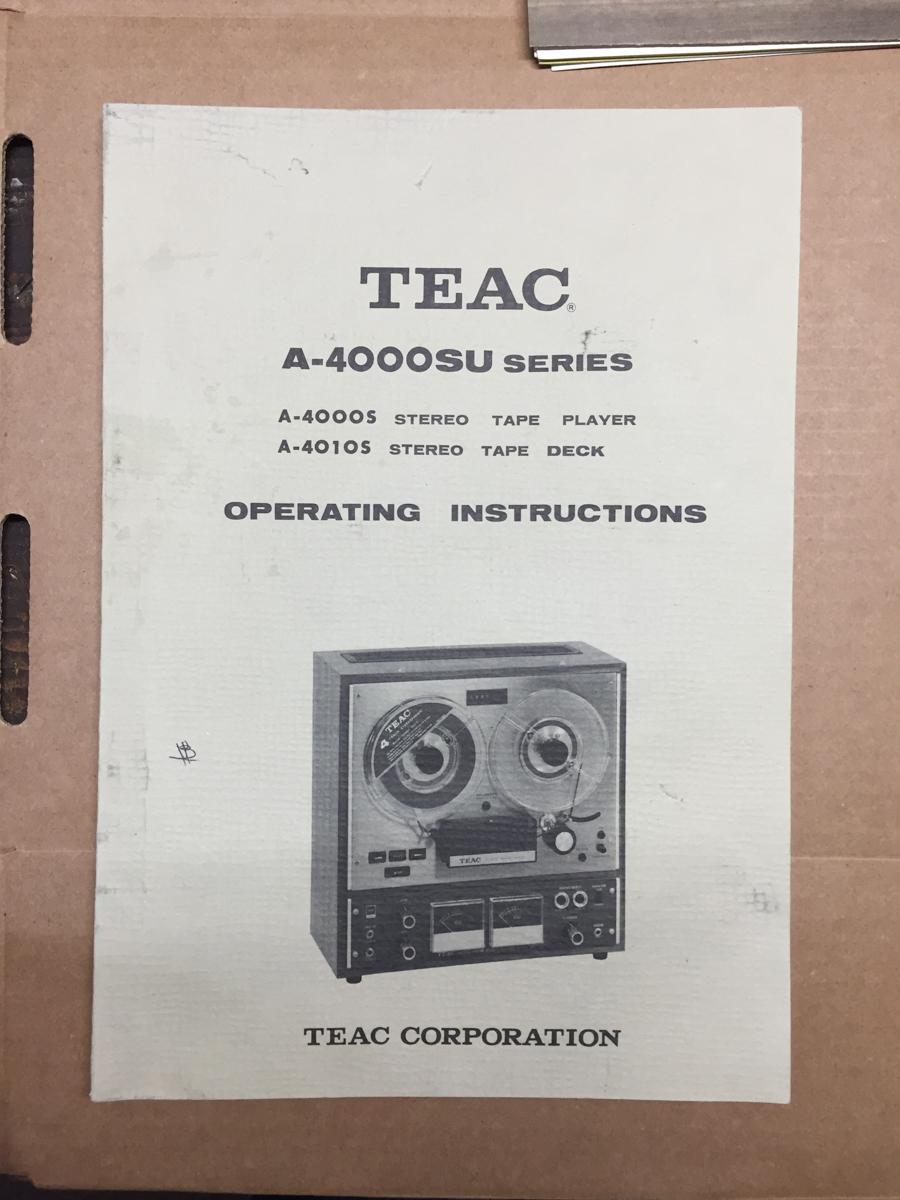 TEAC®
A-4000SU SERIES
A-4000S STEREO TAPE PLAYER
A-4010S STEREO TAPE DECK
OPERATING INSTRUCTIONS
TEAC
4
TEAC
TEAC CORPORATION